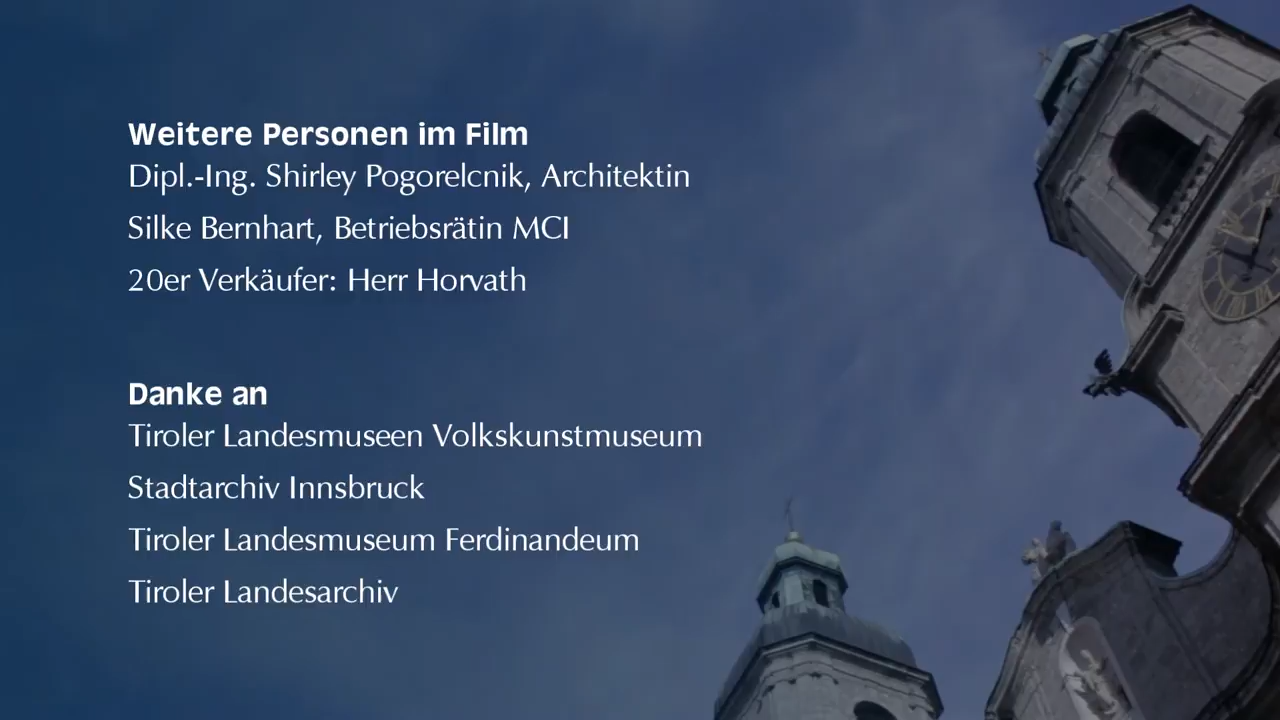 Weitere Personen im Film
Dipl.-Ing. Shirley Pogorelcnik, Architektin
Silke Bernhart, Betriebsrätin MCI
20er Verkäufer: Herr Horvath
Danke an
Tiroler Landesmuseen Volkskunstmuseum
Stadtarchiv Innsbruck
Tiroler Landesmuseum Ferdinandeum
Tiroler Landesarchiv